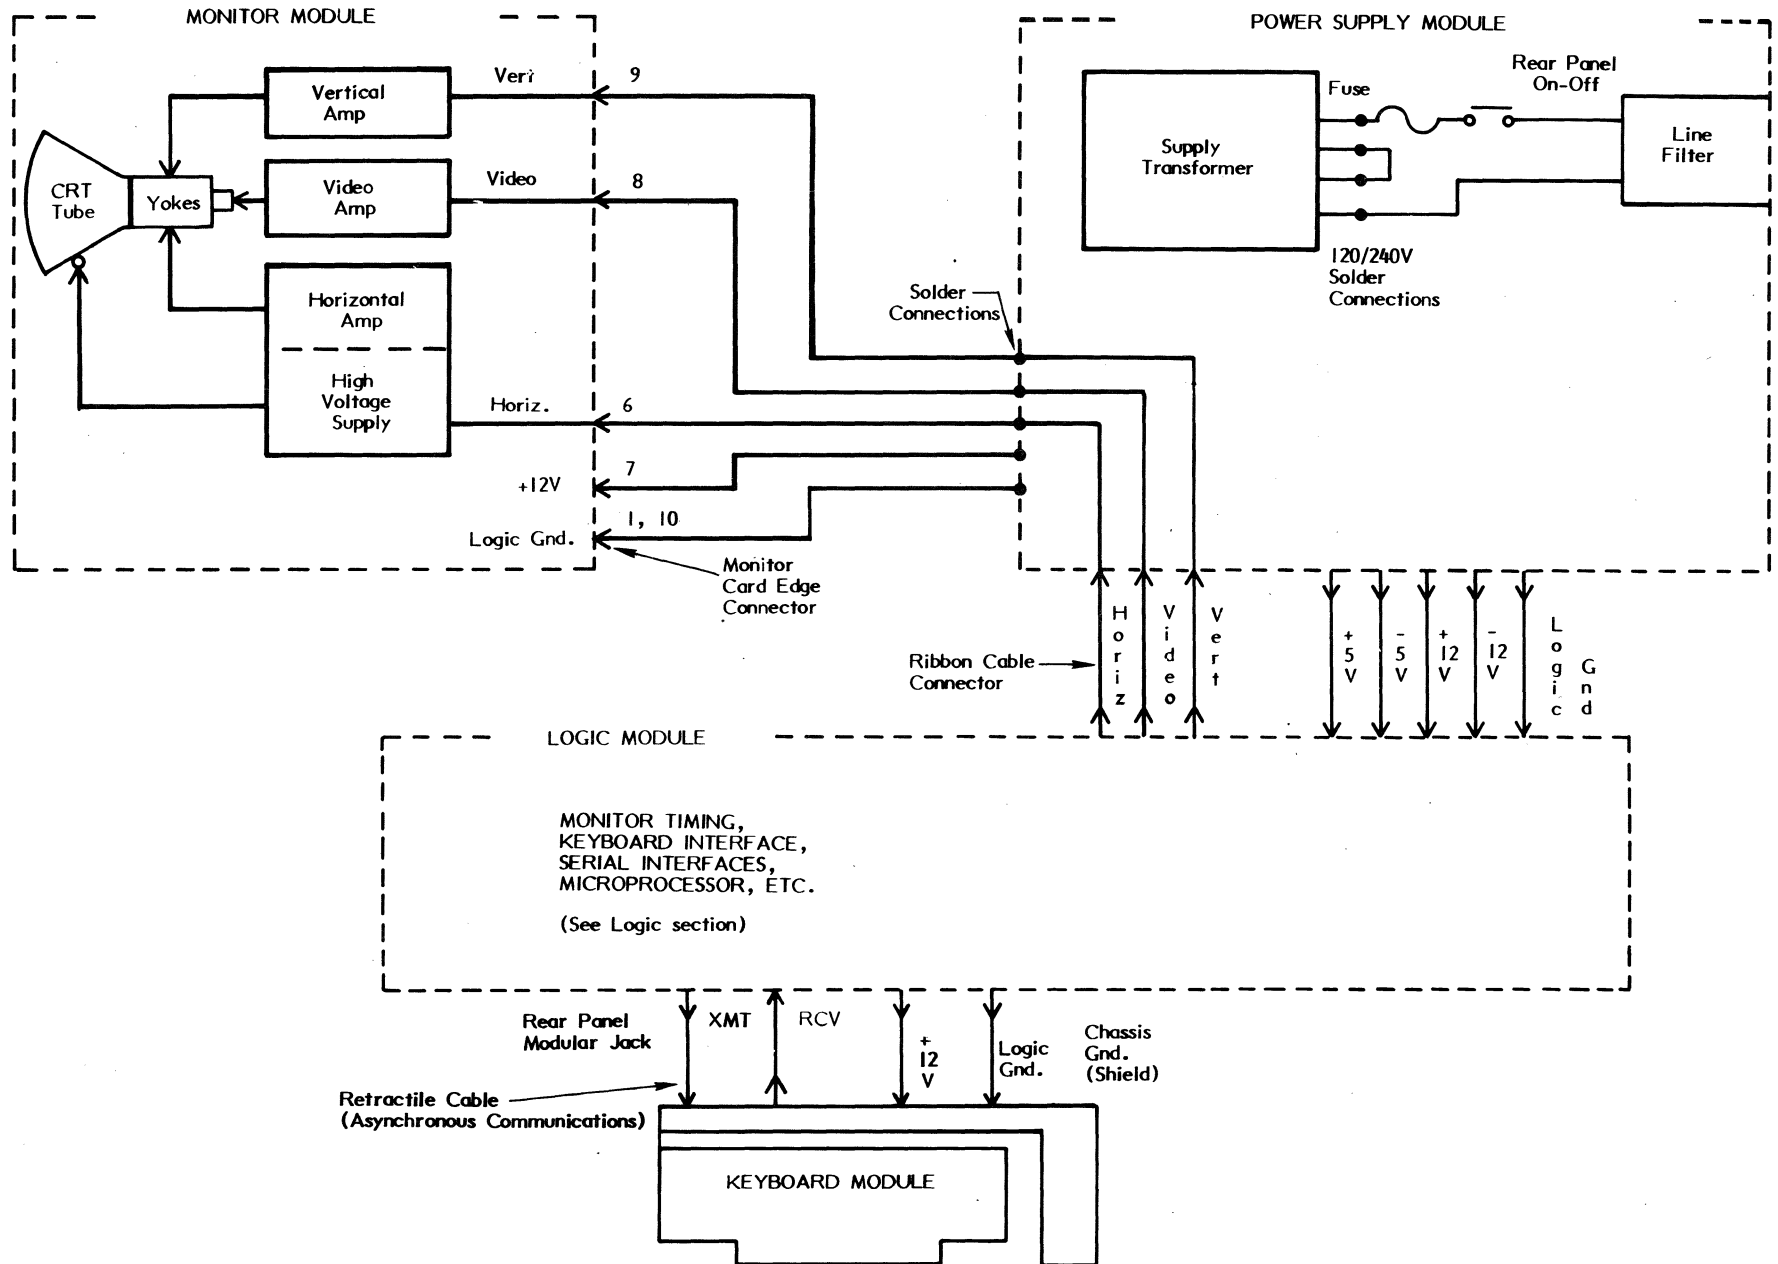 MONITOR MODULE
POWER SUPPLY MODULE
Vertical
Amp
Vert
9
CRT
Tube
Yokes
Video
Amp
Video
8
Horizontal
Amp
High
Voltage
Supply
Horiz.
6
+12V
7
Logic Gnd.
1, 10
Monitor
Card Edge
Connector
Solder
Connections
Supply
Transformer
Fuse
Rear Panel
On-Off
Line
Filter
120/240V
Solder
Connections
Ribbon Cable
Connector
Horiz
Video
Vert
+5V
-5V
+12V
-12V
Logic
Gnd
LOGIC MODULE
MONITOR TIMING,
KEYBOARD INTERFACE,
SERIAL INTERFACES,
MICROPROCESSOR, ETC.
(See Logic section)
Rear Panel
Modular Jack
XMT
RCV
+12V
Logic
Gnd.
Chassis
Gnd.
(Shield)
Retractile Cable
(Asynchronous Communications)
KEYBOARD MODULE